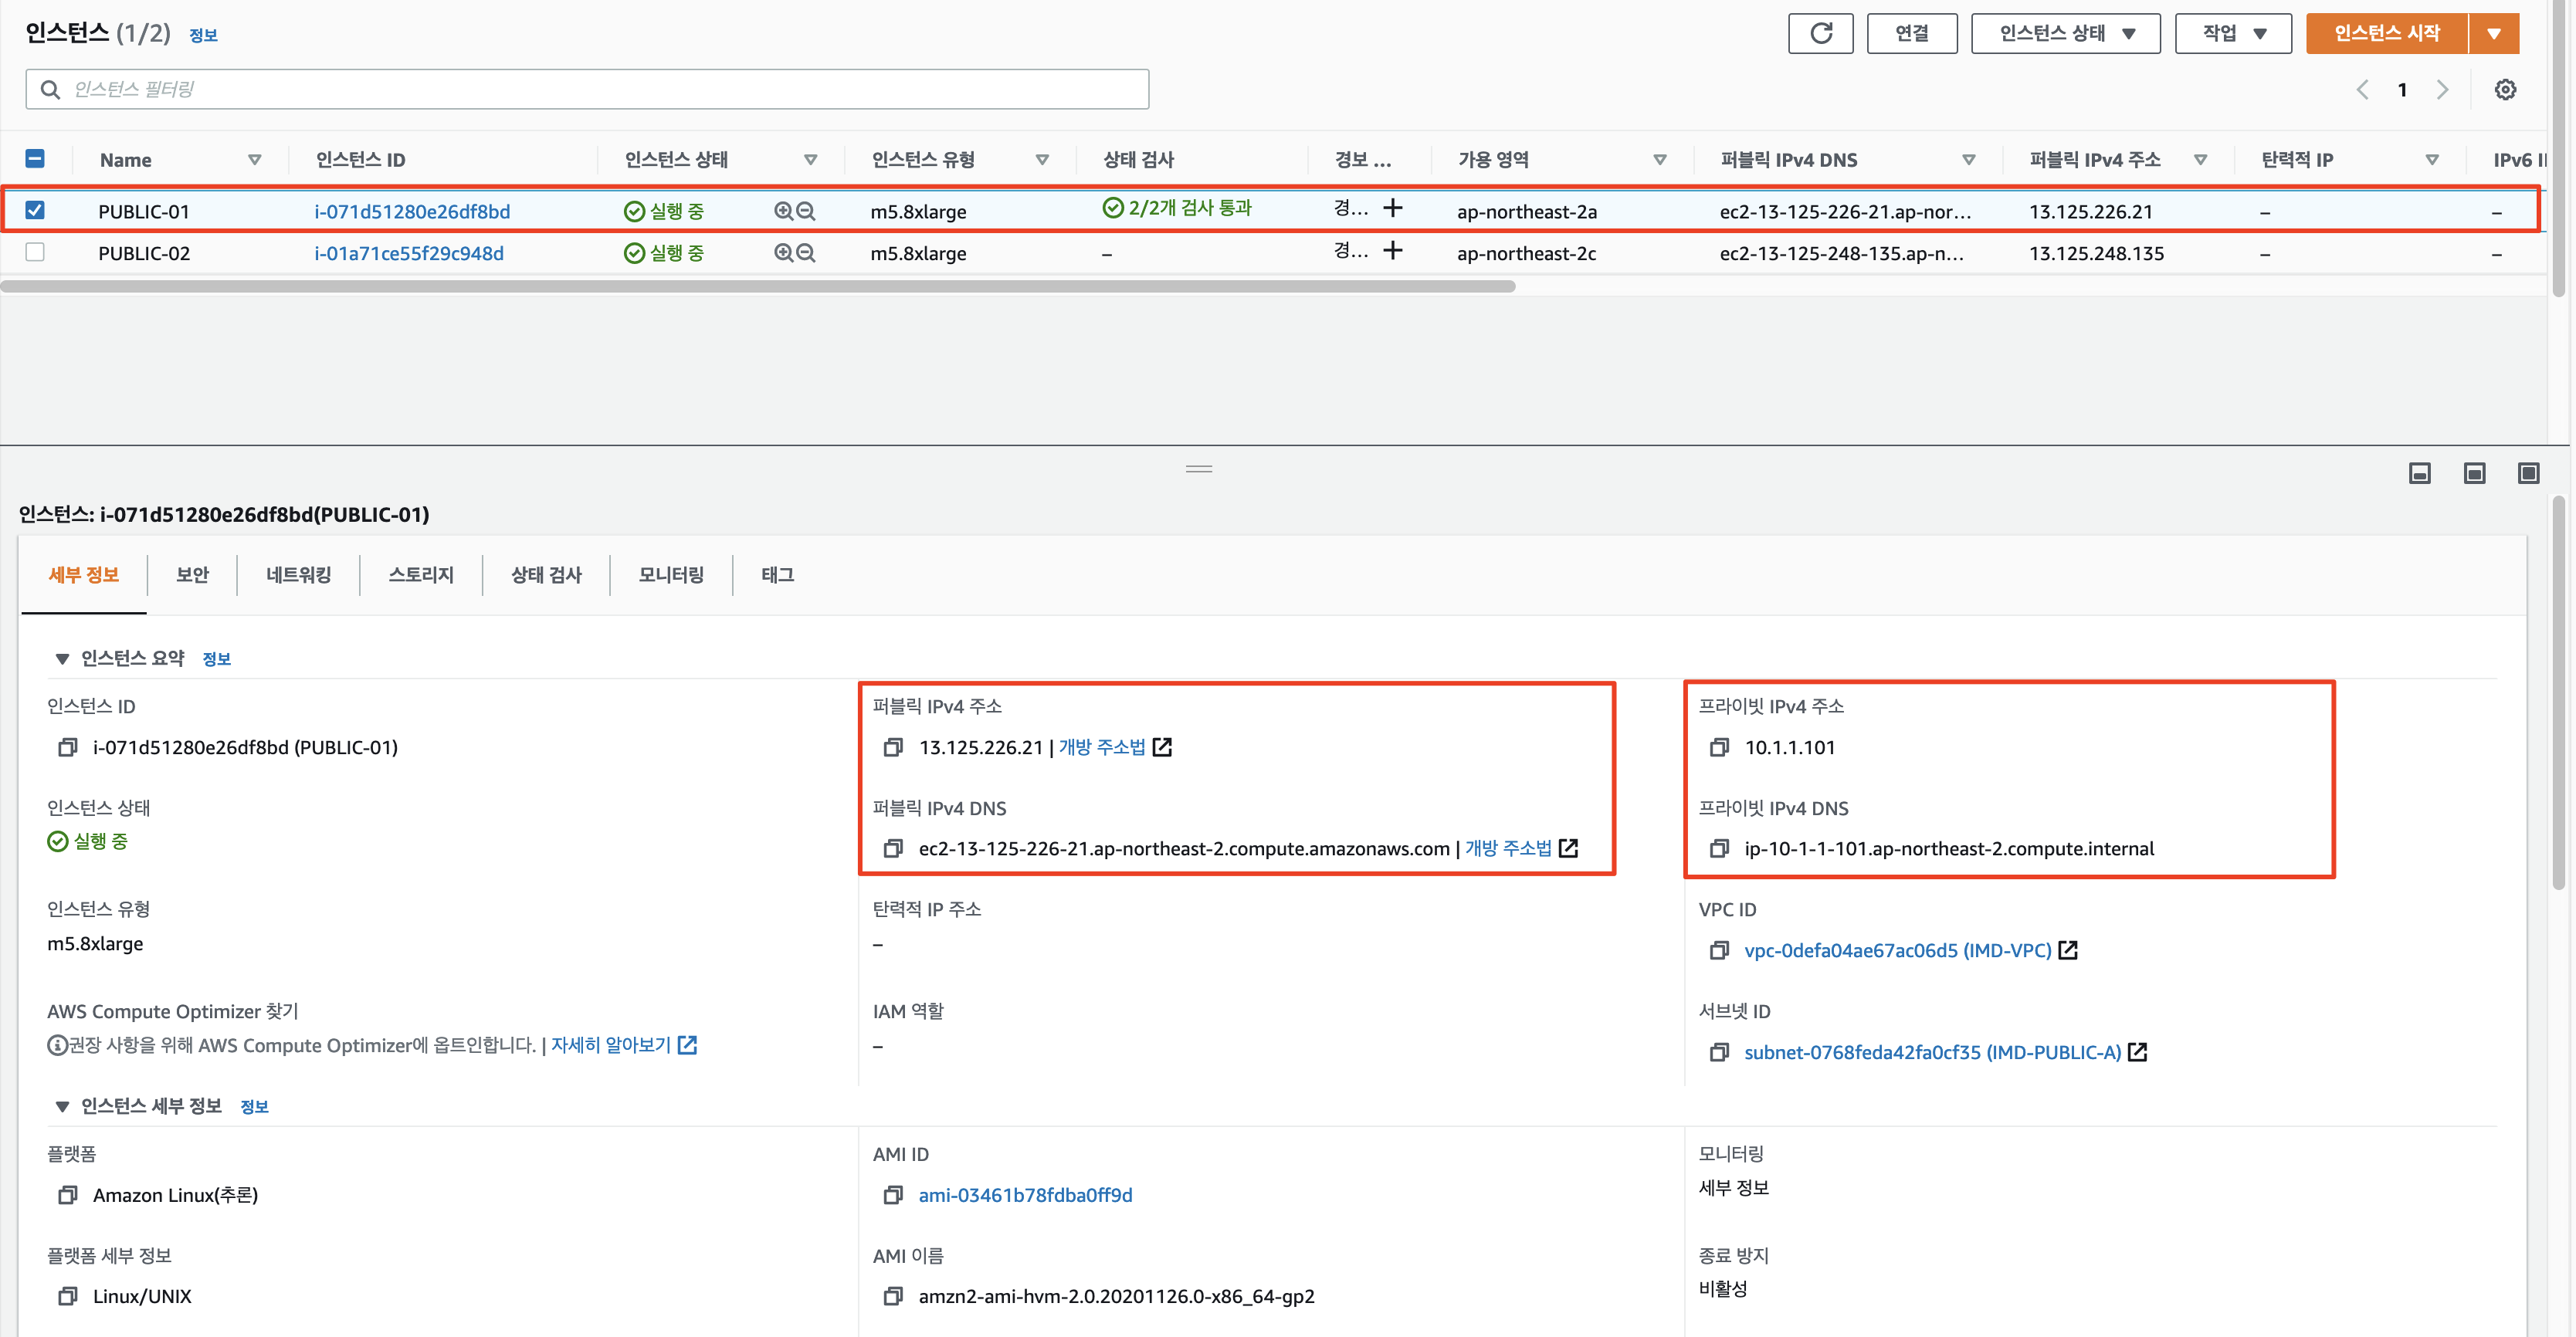 인스턴스 (1/2) 정보
연결
인스턴스 상태
작업
인스턴스 시작
인스턴스 필터링
1
Name 인스턴스 ID 인스턴스 상태 인스턴스 유형 상태 검사 경보 ... 가용 영역 퍼블릭 IPv4 DNS 퍼블릭 IPv4 주소 탄력적 IP IPv6
PUBLIC-01 i-071d51280e26df8bd 실행 중 m5.8xlarge 2/2개 검사 통과 경... + ap-northeast-2a ec2-13-125-226-21.ap-nor... 13.125.226.21 – –
PUBLIC-02 i-01a71ce55f29c948d 실행 중 m5.8xlarge – 경... + ap-northeast-2c ec2-13-125-248-135.ap-n... 13.125.248.135 – –
인스턴스: i-071d51280e26df8bd(PUBLIC-01)
세부 정보 보안 네트워킹 스토리지 상태 검사 모니터링 태그
인스턴스 요약 정보
인스턴스 ID 퍼블릭 IPv4 주소 프라이빗 IPv4 주소
i-071d51280e26df8bd (PUBLIC-01) 13.125.226.21 | 개방 주소법 10.1.1.101
인스턴스 상태 퍼블릭 IPv4 DNS 프라이빗 IPv4 DNS
실행 중 ec2-13-125-226-21.ap-northeast-2.compute.amazonaws.com | 개방 주소법 ip-10-1-1-101.ap-northeast-2.compute.internal
인스턴스 유형 탄력적 IP 주소 VPC ID
m5.8xlarge – vpc-0defa04ae67ac06d5 (IMD-VPC)
AWS Compute Optimizer 찾기 IAM 역할 서브넷 ID
권장 사항을 위해 AWS Compute Optimizer에 옵트인합니다. | 자세히 알아보기 – subnet-0768feda42fa0cf35 (IMD-PUBLIC-A)
인스턴스 세부 정보 정보
플랫폼 AMI ID 모니터링
Amazon Linux(추론) ami-03461b78fdba0ff9d 세부 정보
플랫폼 세부 정보 AMI 이름 종료 방지
Linux/UNIX amzn2-ami-hvm-2.0.20201126.0-x86_64-gp2 비활성